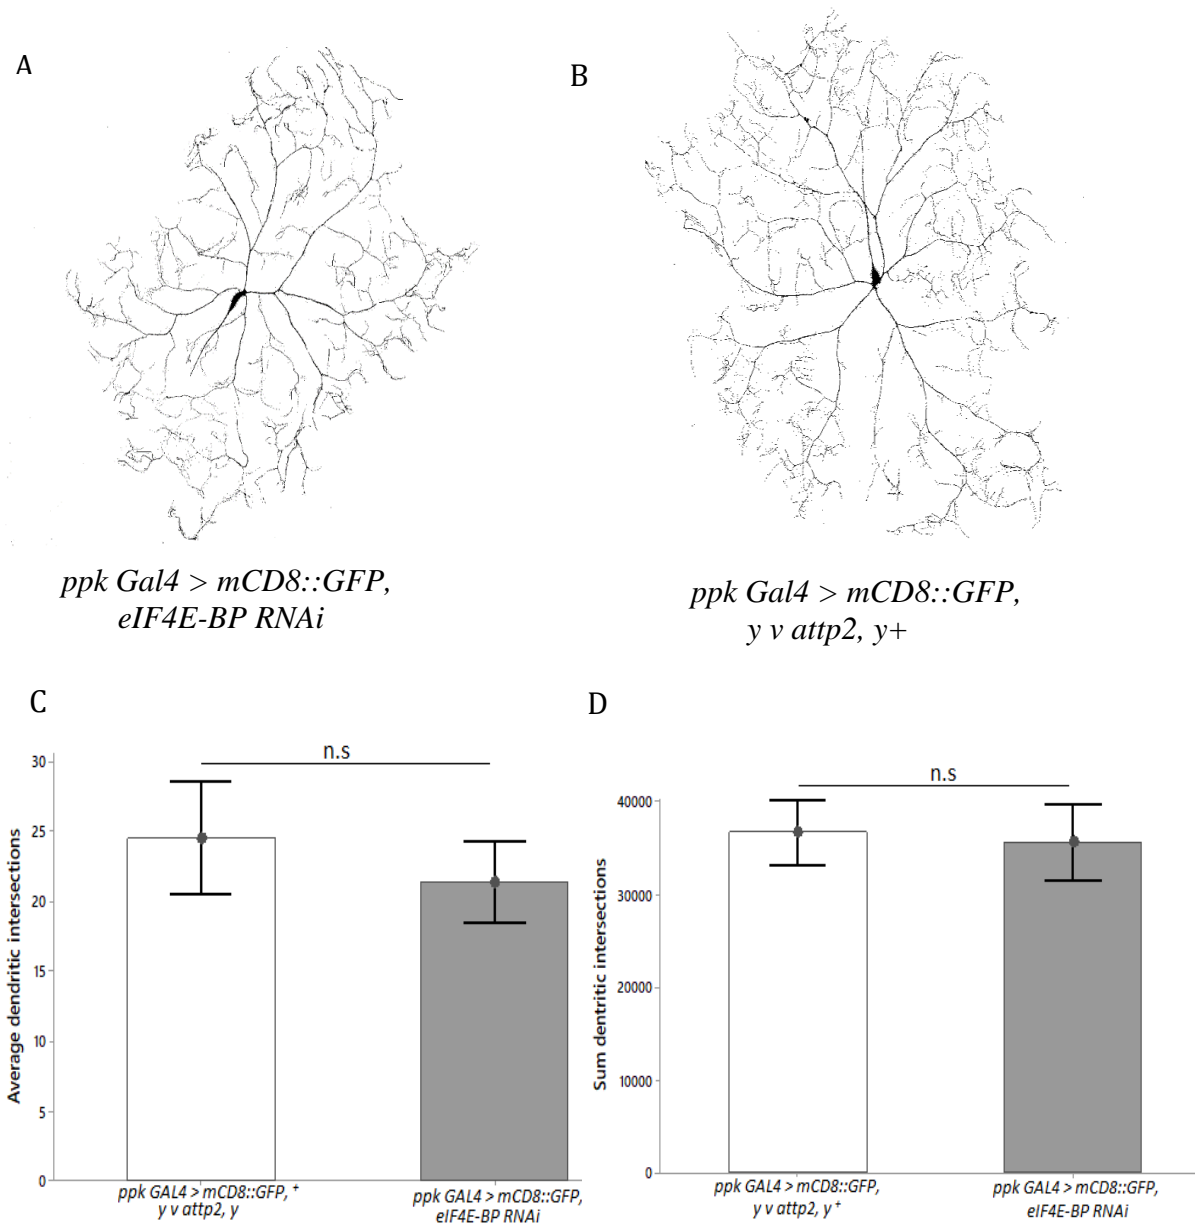 A
B
ppk Gal4 > mCD8::GFP,
eIF4E-BP RNAi
ppk Gal4 > mCD8::GFP,
y v attp2, y+
C
n.s
30
25
20
15
10
5
0
Average dendritic intersections
ppk GAL4 > mCD8::GFP, +
y v attp2, y
ppk GAL4 > mCD8::GFP,
eIF4E-BP RNAi
D
n.s
40000
30000
20000
10000
0
Sum dentritic intersections
ppk GAL4 > mCD8::GFP,
y v attp2, y +
ppk GAL4 > mCD8::GFP,
eIF4E-BP RNAi